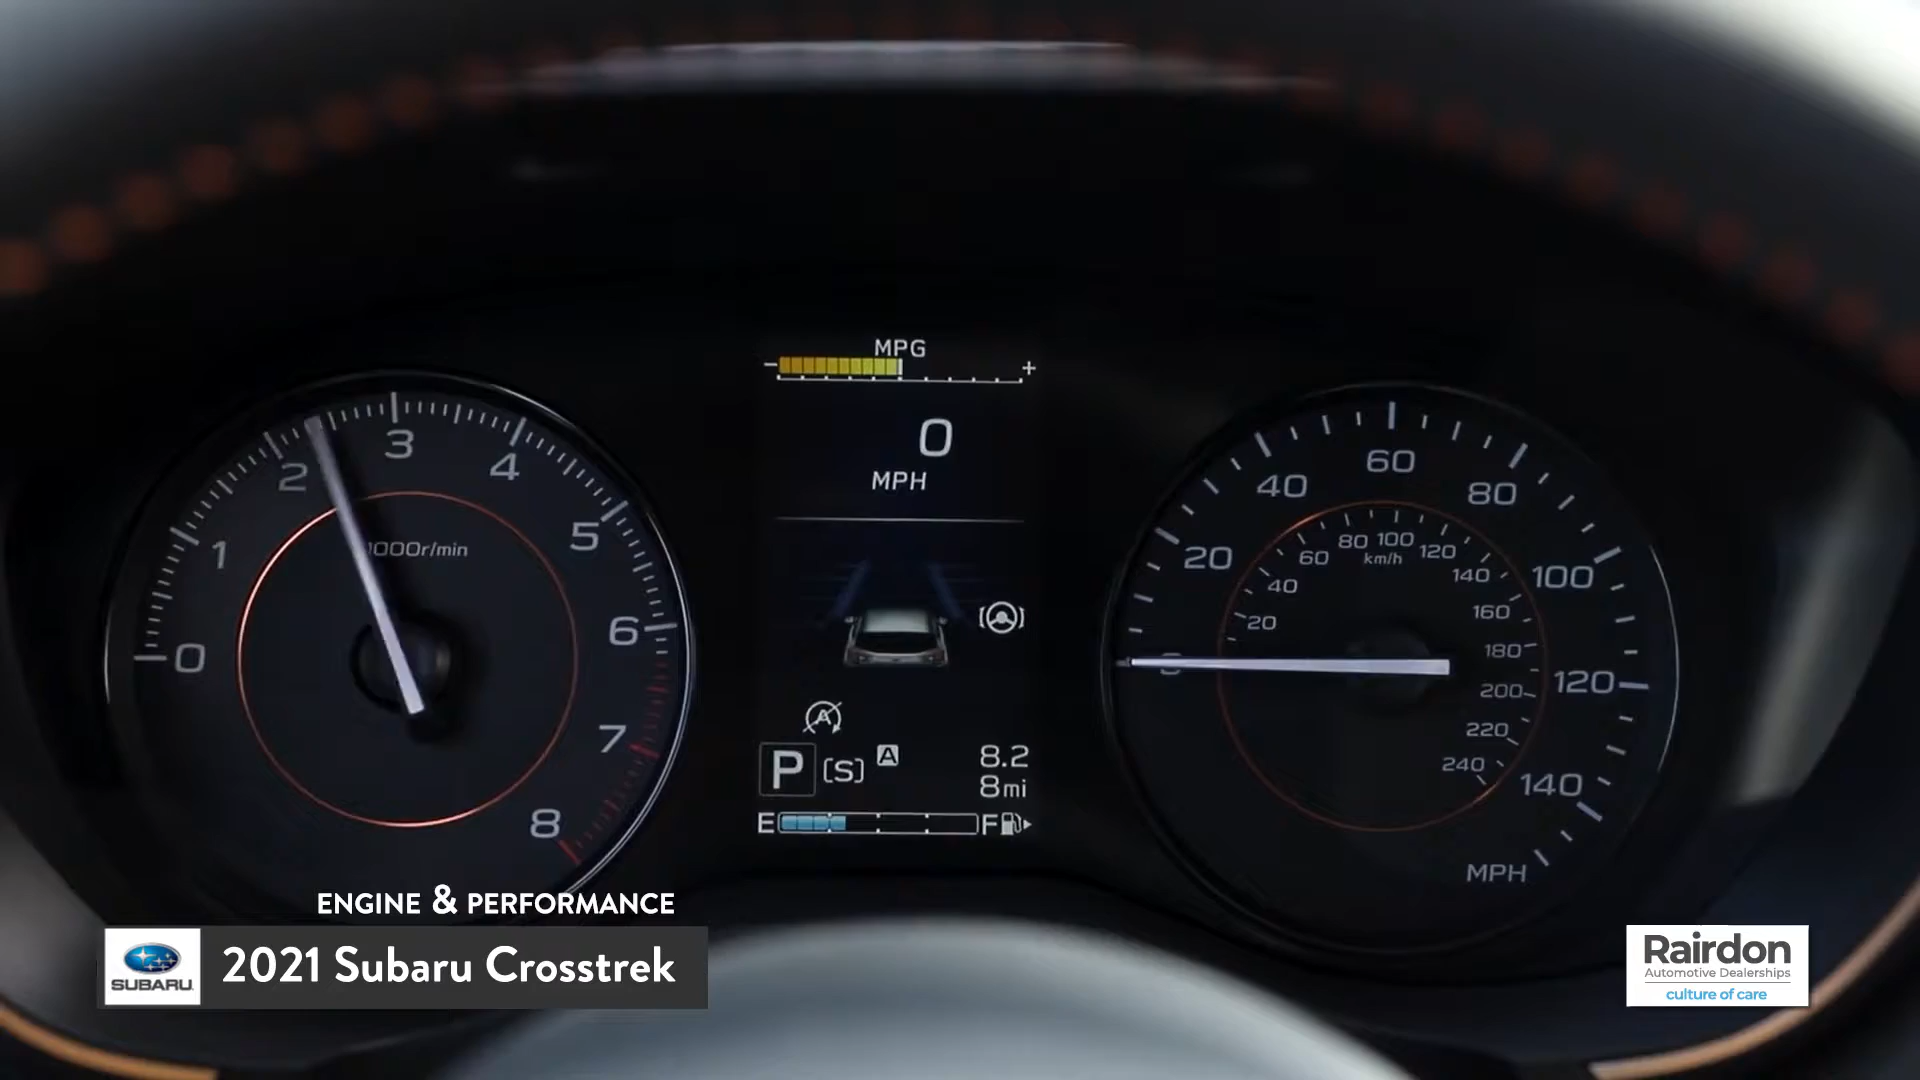 MPG
- +
0
MPH
0 1 2 3 4 5 6 7 8
1000r/min
0 20 40 60 80 100 120 140
MPH
20 40 60 80 100 120 140 160 180 200 220 240
km/h
A
P [S] A
8.2
8mi
E F
ENGINE & PERFORMANCE
SUBARU
2021 Subaru Crosstrek
Rairdon
Automotive Dealerships
culture of care